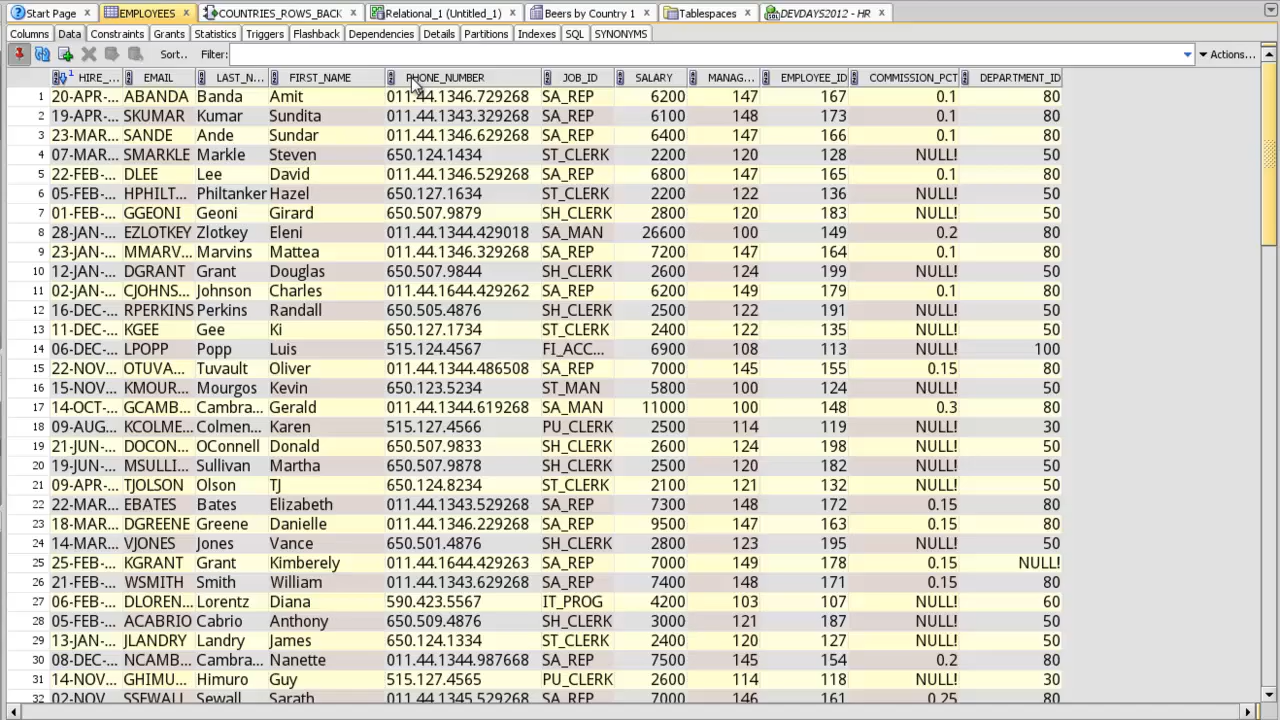 Start Page × EMPLOYEES × COUNTRIES_ROWS_BACK × Relational_1 (Untitled_1) × Beers by Country 1 × Tablespaces × DEVDAYS2012 - HR ×
Columns Data Constraints Grants Statistics Triggers Flashback Dependencies Details Partitions Indexes SQL SYNONYMS
Sort.. Filter: Actions...
1 HIRE_... EMAIL LAST_N... FIRST_NAME PHONE_NUMBER JOB_ID SALARY MANAG... EMPLOYEE_ID COMMISSION_PCT DEPARTMENT_ID
1 20-APR-... ABANDA Banda Amit 011.44.1346.729268 SA_REP 6200 147 167 0.1 80
2 19-APR-... SKUMAR Kumar Sundita 011.44.1343.329268 SA_REP 6100 148 173 0.1 80
3 23-MAR... SANDE Ande Sundar 011.44.1346.629268 SA_REP 6400 147 166 0.1 80
4 07-MAR... SMARKLE Markle Steven 650.124.1434 ST_CLERK 2200 120 128 NULL! 50
5 22-FEB-... DLEE Lee David 011.44.1346.529268 SA_REP 6800 147 165 0.1 80
6 05-FEB-... HPHILT... Philtanker Hazel 650.127.1634 ST_CLERK 2200 122 136 NULL! 50
7 01-FEB-... GGEONI Geoni Girard 650.507.9879 SH_CLERK 2800 120 183 NULL! 50
8 28-JAN-... EZLOTKEY Zlotkey Eleni 011.44.1344.429018 SA_MAN 26600 100 149 0.2 80
9 23-JAN-... MMARV... Marvins Mattea 011.44.1346.329268 SA_REP 7200 147 164 0.1 80
10 12-JAN-... DGRANT Grant Douglas 650.507.9844 SH_CLERK 2600 124 199 NULL! 50
11 02-JAN-... CJOHNS... Johnson Charles 011.44.1644.429262 SA_REP 6200 149 179 0.1 80
12 16-DEC-... RPERKINS Perkins Randall 650.505.4876 SH_CLERK 2500 122 191 NULL! 50
13 11-DEC-... KGEE Gee Ki 650.127.1734 ST_CLERK 2400 122 135 NULL! 50
14 06-DEC-... LPOPP Popp Luis 515.124.4567 FI_ACC... 6900 108 113 NULL! 100
15 22-NOV... OTUVA... Tuvault Oliver 011.44.1344.486508 SA_REP 7000 145 155 0.15 80
16 15-NOV... KMOUR... Mourgos Kevin 650.123.5234 ST_MAN 5800 100 124 NULL! 50
17 14-OCT-... GCAMB... Cambra... Gerald 011.44.1344.619268 SA_MAN 11000 100 148 0.3 80
18 09-AUG... KCOLME... Colmen... Karen 515.127.4566 PU_CLERK 2500 114 119 NULL! 30
19 21-JUN-... DOCON... OConnell Donald 650.507.9833 SH_CLERK 2600 124 198 NULL! 50
20 19-JUN-... MSULLI... Sullivan Martha 650.507.9878 SH_CLERK 2500 120 182 NULL! 50
21 09-APR-... TJOLSON Olson TJ 650.124.8234 ST_CLERK 2100 121 132 NULL! 50
22 22-MAR... EBATES Bates Elizabeth 011.44.1343.529268 SA_REP 7300 148 172 0.15 80
23 18-MAR... DGREENE Greene Danielle 011.44.1346.229268 SA_REP 9500 147 163 0.15 80
24 14-MAR... VJONES Jones Vance 650.501.4876 SH_CLERK 2800 123 195 NULL! 50
25 25-FEB-... KGRANT Grant Kimberely 011.44.1644.429263 SA_REP 7000 149 178 0.15 NULL!
26 21-FEB-... WSMITH Smith William 011.44.1343.629268 SA_REP 7400 148 171 0.15 80
27 06-FEB-... DLOREN... Lorentz Diana 590.423.5567 IT_PROG 4200 103 107 NULL! 60
28 05-FEB-... ACABRIO Cabrio Anthony 650.509.4876 SH_CLERK 3000 121 187 NULL! 50
29 13-JAN-... JLANDRY Landry James 650.124.1334 ST_CLERK 2400 120 127 NULL! 50
30 08-DEC-... NCAMB... Cambra... Nanette 011.44.1344.987668 SA_REP 7500 145 154 0.2 80
31 14-NOV... GHIMU... Himuro Guy 515.127.4565 PU_CLERK 2600 114 118 NULL! 30
32 02-NOV SSEWALL Sewall Sarath 011.44.1345.529268 SA_REP 7000 146 161 0.25 80